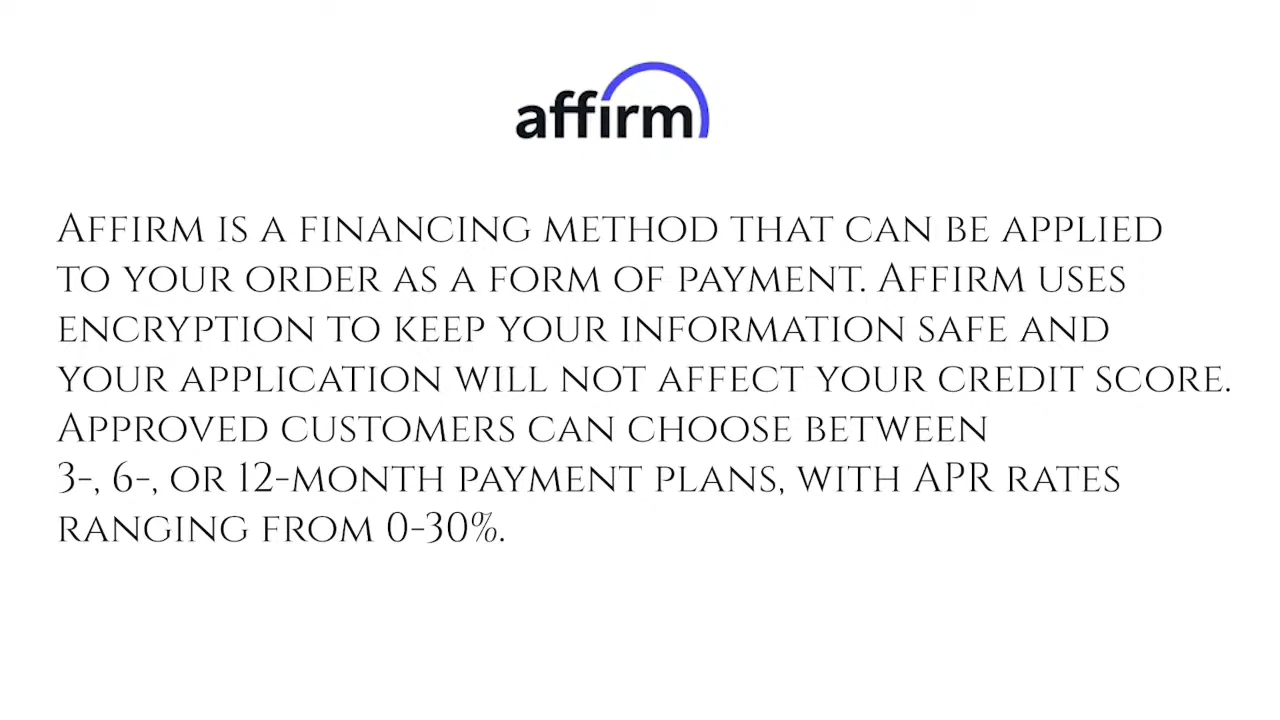 affirm
Affirm is a financing method that can be applied
to your order as a form of payment. Affirm uses
encryption to keep your information safe and
your application will not affect your credit score.
Approved customers can choose between
3-, 6-, or 12-month payment plans, with APR rates
ranging from 0-30%.